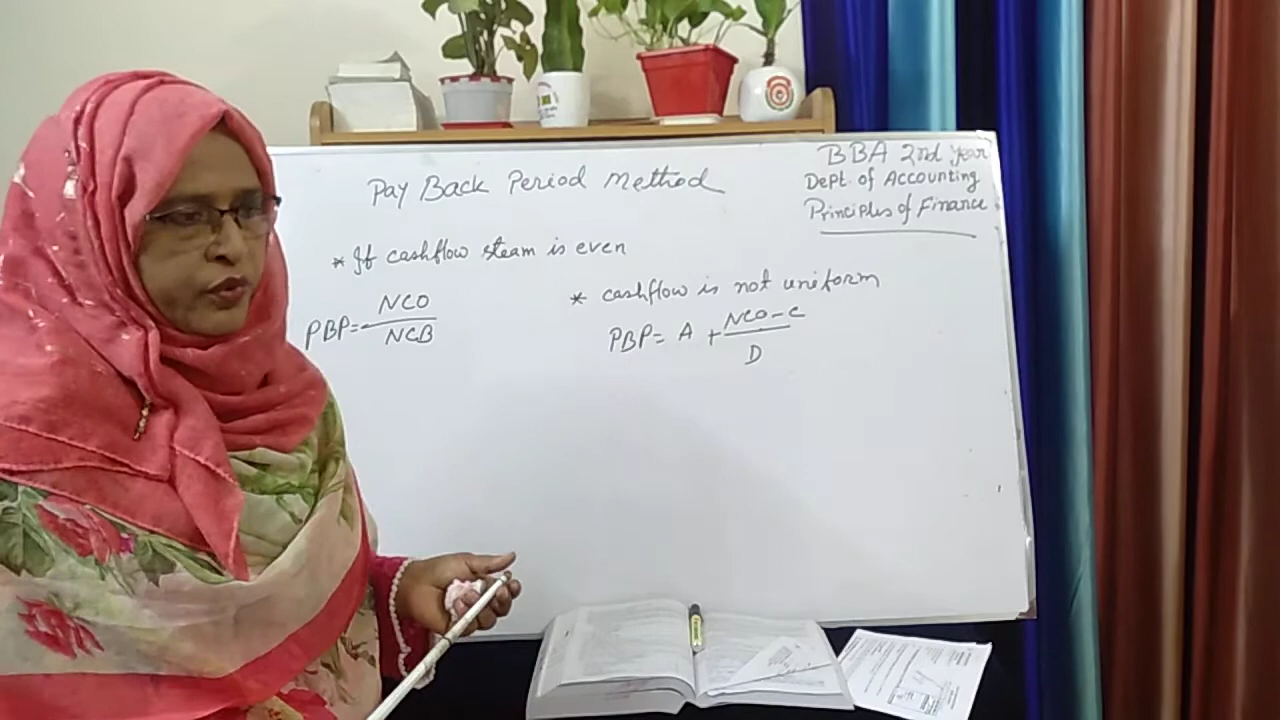 Pay Back Period Method
BBA 2nd Year
Dept. of Accounting
Principles of Finance
* If cashflow steam is even
PBP = NCO / NCB
* cashflow is not uniform
PBP = A + NCO - C / D